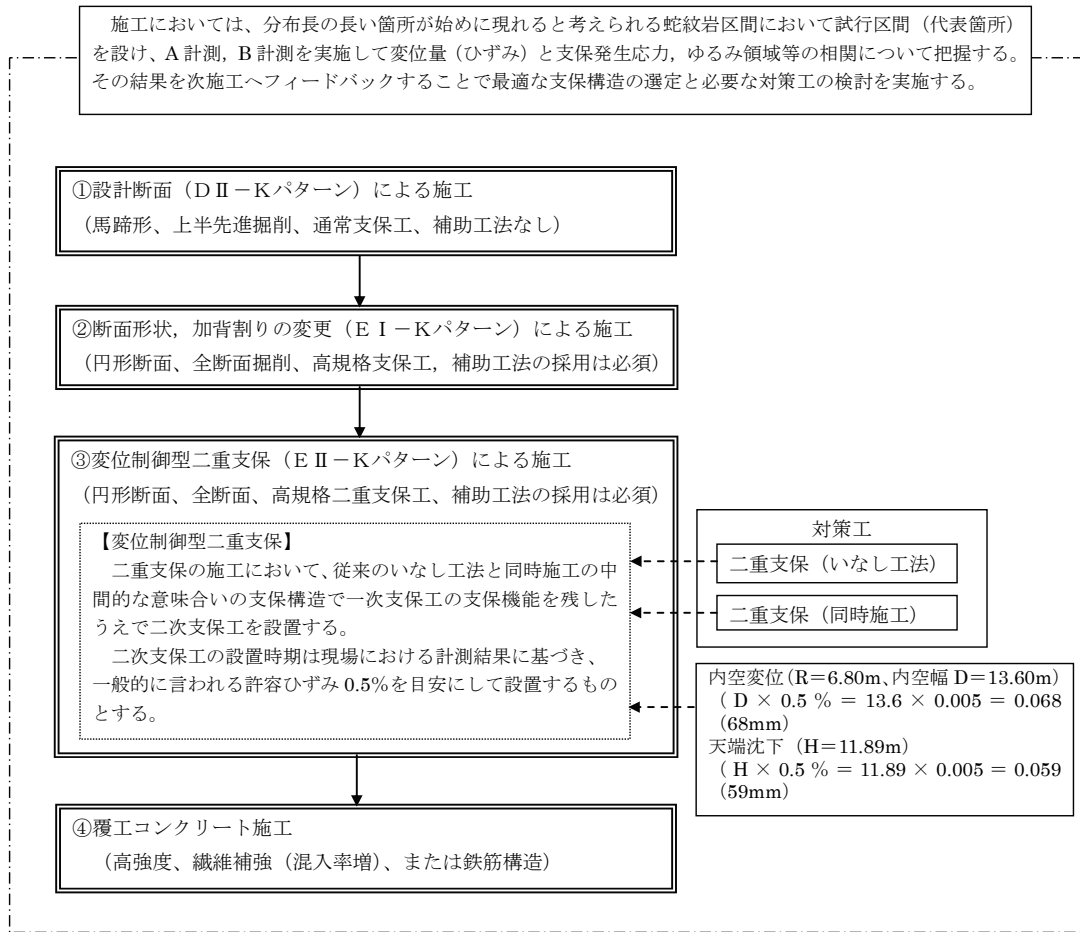 施工においては、分布長の長い箇所が始めに現れると考えられる蛇紋岩区間において試行区間（代表箇所）
を設け、A 計測，B 計測を実施して変位量（ひずみ）と支保発生応力，ゆるみ領域等の相関について把握する。
その結果を次施工へフィードバックすることで最適な支保構造の選定と必要な対策工の検討を実施する。
①設計断面（ＤⅡ－Ｋパターン）による施工
（馬蹄形、上半先進掘削、通常支保工、補助工法なし）
②断面形状，加背割りの変更（ＥⅠ－Ｋパターン）による施工
（円形断面、全断面掘削、高規格支保工，補助工法の採用は必須）
③変位制御型二重支保（ＥⅡ－Ｋパターン）による施工
（円形断面、全断面、高規格二重支保工、補助工法の採用は必須）
【変位制御型二重支保】
　二重支保の施工において、従来のいなし工法と同時施工の中
間的な意味合いの支保構造で一次支保工の支保機能を残した
うえで二次支保工を設置する。
　二次支保工の設置時期は現場における計測結果に基づき、
一般的に言われる許容ひずみ 0.5%を目安にして設置するもの
とする。
対策工
二重支保（いなし工法）
二重支保（同時施工）
内空変位（R＝6.80m、内空幅 D＝13.60m）
（ D × 0.5 % ＝ 13.6 × 0.005 ＝ 0.068
（68mm）
天端沈下（H＝11.89m）
（ H × 0.5 % ＝ 11.89 × 0.005 ＝ 0.059
（59mm）
④覆工コンクリート施工
（高強度、繊維補強（混入率増）、または鉄筋構造）